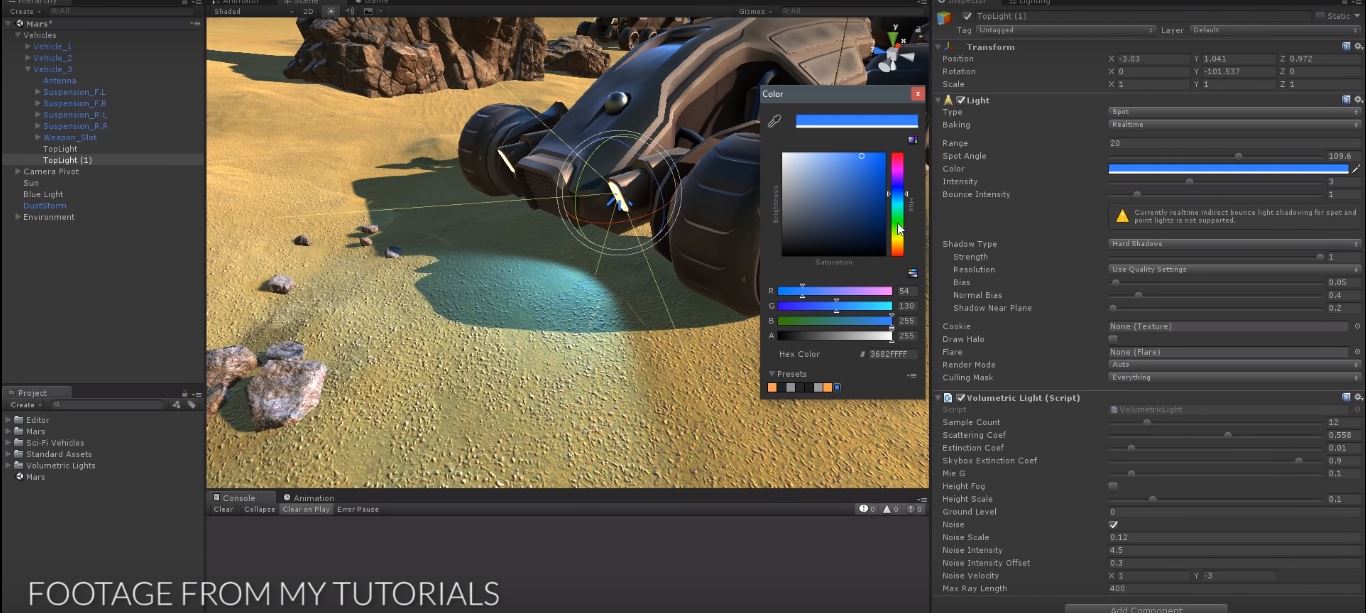 Hierarchy
Animator
Scene
Game
Inspector
Lighting
Create
All
Shaded
2D
Gizmos
All
Mars*
Vehicles
Vehicle_1
Vehicle_2
Vehicle_3
Antenna
Suspension_F.L
Suspension_F.R
Suspension_R.L
Suspension_R.R
Weapon_Slot
TopLight
TopLight (1)
Camera Pivot
Sun
Blue Light
DustStorm
Environment
Project
Create
Editor
Mars
Sci-Fi Vehicles
Standard Assets
Volumetric Lights
Mars
y
Color
Brightness
Hue
Saturation
R 54
G 130
B 255
A 255
Hex Color # 3682FFFF
Presets
Console
Animation
Clear Collapse Clear on Play Error Pause
0 0 0
TopLight (1) Static
Tag Untagged Layer Default
Transform
Position X -3.03 Y 1.041 Z 0.972
Rotation X 0 Y -101.537 Z 0
Scale X 1 Y 1 Z 1
Light
Type Spot
Baking Realtime
Range 20
Spot Angle 109.6
Color
Intensity 3
Bounce Intensity 1
Currently realtime indirect bounce light shadowing for spot and
point lights is not supported.
Shadow Type Hard Shadows
Strength 1
Resolution Use Quality Settings
Bias 0.05
Normal Bias 0.4
Shadow Near Plane 0.2
Cookie None (Texture)
Draw Halo
Flare None (Flare)
Render Mode Auto
Culling Mask Everything
Volumetric Light (Script)
Script VolumetricLight
Sample Count 12
Scattering Coef 0.558
Extinction Coef 0.01
Skybox Extinction Coef 0.9
Mie G 0.1
Height Fog
Height Scale 0.1
Ground Level 0
Noise
Noise Scale 0.12
Noise Intensity 4.5
Noise Intensity Offset 0.3
Noise Velocity X 1 Y -3
Max Ray Length 400
Add Component
FOOTAGE FROM MY TUTORIALS